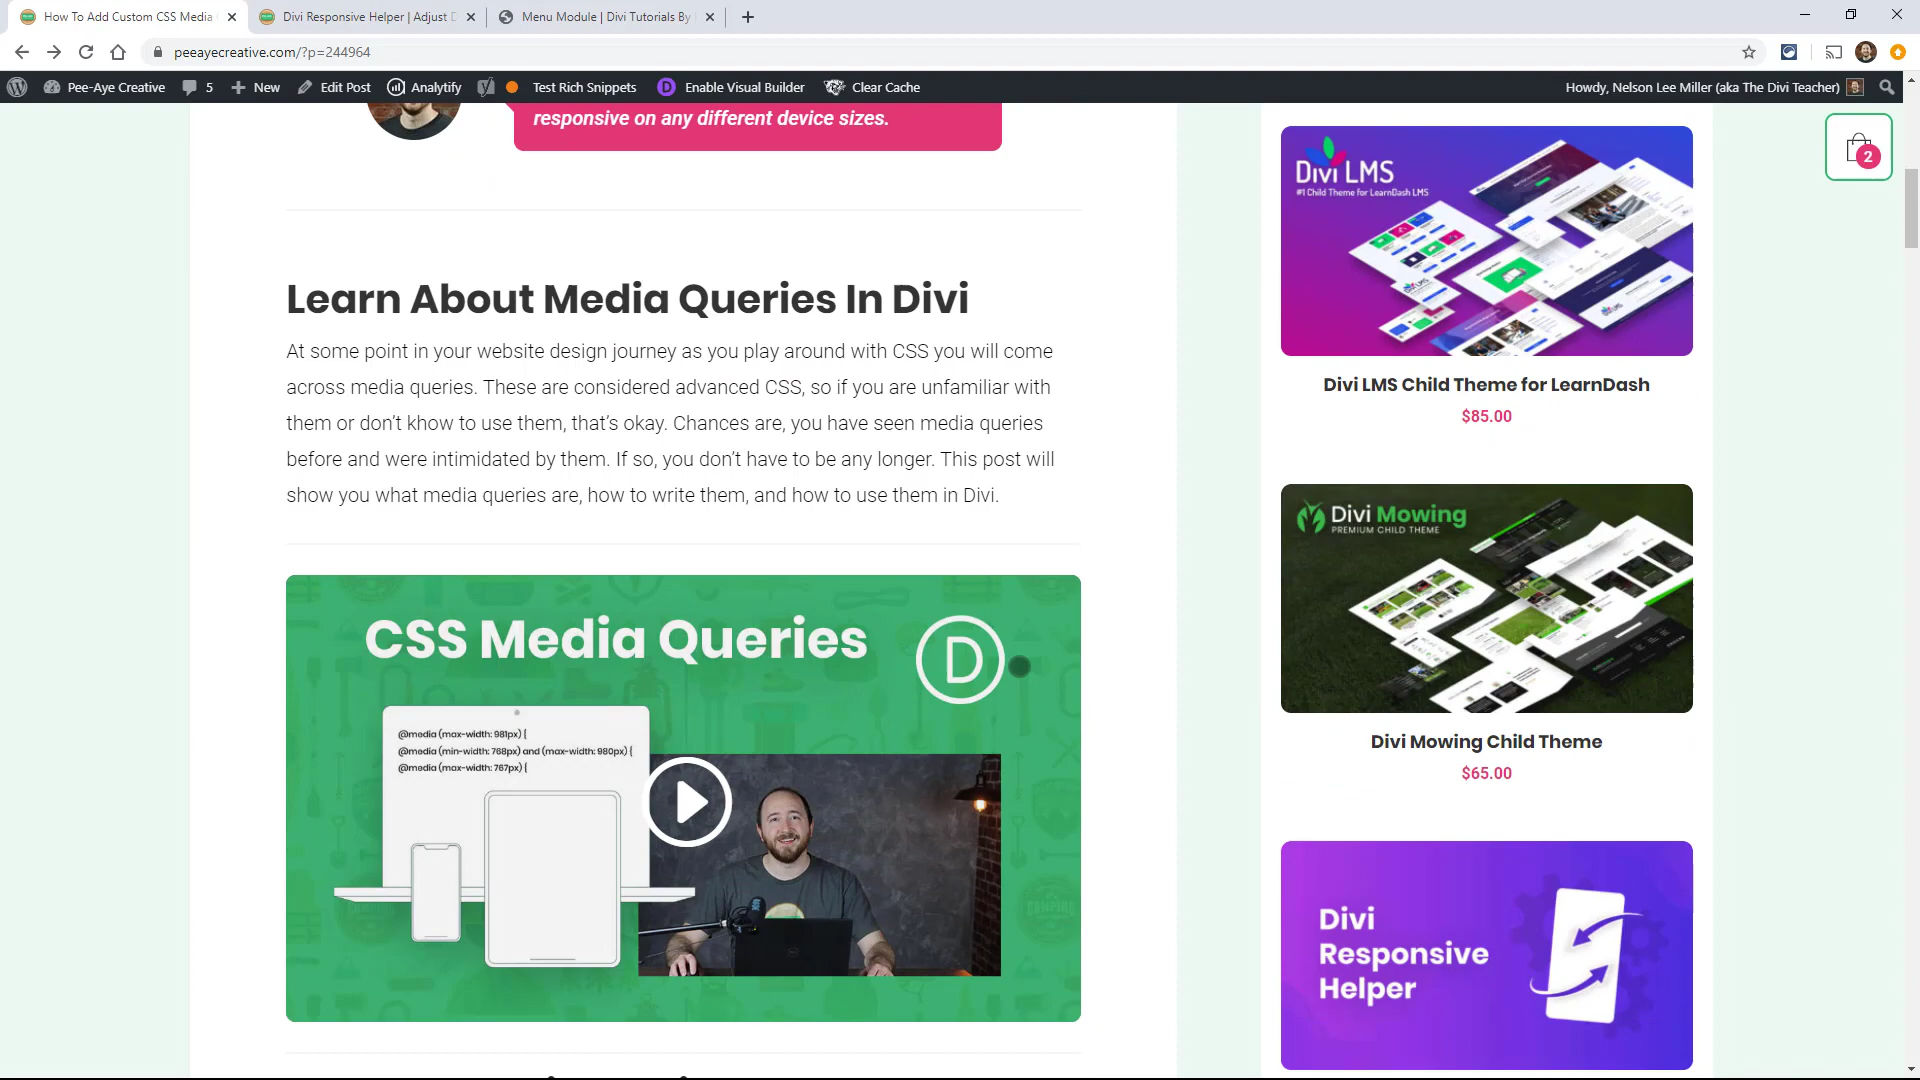 How To Add Custom CSS Media
Divi Responsive Helper | Adjust D
Menu Module | Divi Tutorials By
peeayecreative.com/?p=244964
Pee-Aye Creative
5
New
Edit Post
Analytify
Test Rich Snippets
Enable Visual Builder
Clear Cache
Howdy, Nelson Lee Miller (aka The Divi Teacher)
responsive on any different device sizes.
2
Learn About Media Queries In Divi
At some point in your website design journey as you play around with CSS you will come
across media queries. These are considered advanced CSS, so if you are unfamiliar with
them or don’t khow to use them, that’s okay. Chances are, you have seen media queries
before and were intimidated by them. If so, you don’t have to be any longer. This post will
show you what media queries are, how to write them, and how to use them in Divi.
CSS Media Queries
D
@media (max-width: 981px) {
@media (min-width: 768px) and (max-width: 980px) {
@media (max-width: 767px) {
Divi LMS
#1 Child Theme for LearnDash LMS
Divi LMS Child Theme for LearnDash
$85.00
Divi Mowing
PREMIUM CHILD THEME
Divi Mowing Child Theme
$65.00
Divi
Responsive
Helper